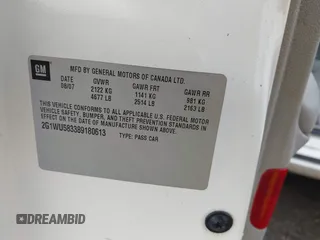 GM
MFD BY GENERAL MOTORS OF CANADA LTD.
DATE GVWR GAWR FRT GAWR RR
08/07 2122 KG 1141 KG 981 KG
4677 LB 2514 LB 2163 LB
THIS VEHICLE CONFORMS TO ALL APPLICABLE U.S. FEDERAL MOTOR
VEHICLE SAFETY, BUMPER, AND THEFT PREVENTION STANDARDS
IN EFFECT ON THE DATE OF MANUFACTURE SHOWN ABOVE.
2G1WU583389180613 TYPE: PASS CAR
DREAMBID